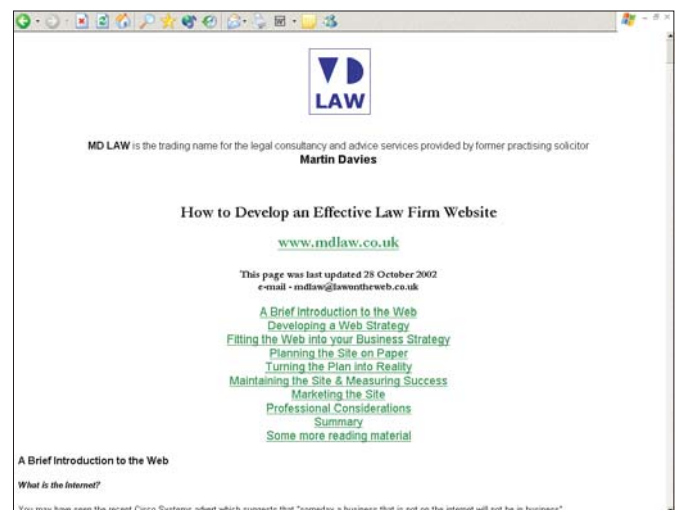 VD
LAW
MD LAW is the trading name for the legal consultancy and advice services provided by former practising solicitor
Martin Davies
How to Develop an Effective Law Firm Website
www.mdlaw.co.uk
This page was last updated 28 October 2002
e-mail - mdlaw@lawontheweb.co.uk
A Brief Introduction to the Web
Developing a Web Strategy
Fitting the Web into your Business Strategy
Planning the Site on Paper
Turning the Plan into Reality
Maintaining the Site & Measuring Success
Marketing the Site
Professional Considerations
Summary
Some more reading material
A Brief Introduction to the Web
What is the Internet?
You may have seen the recent Cisco Systems advert which suggests that "someday a business that is not on the internet will not be in business"